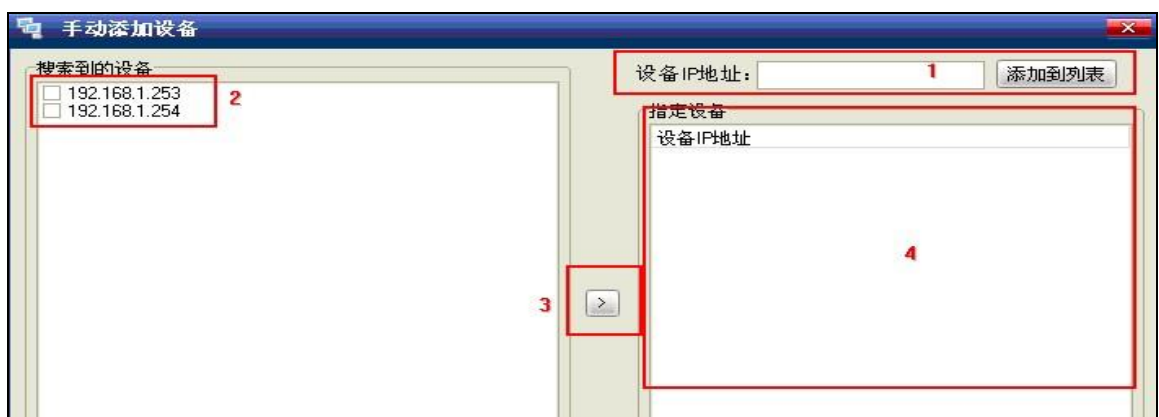 手动添加设备
搜索到的设备
192.168.1.253
192.168.1.254
2
设备IP地址：
1
添加到列表
指定设备
设备IP地址
4
3
>